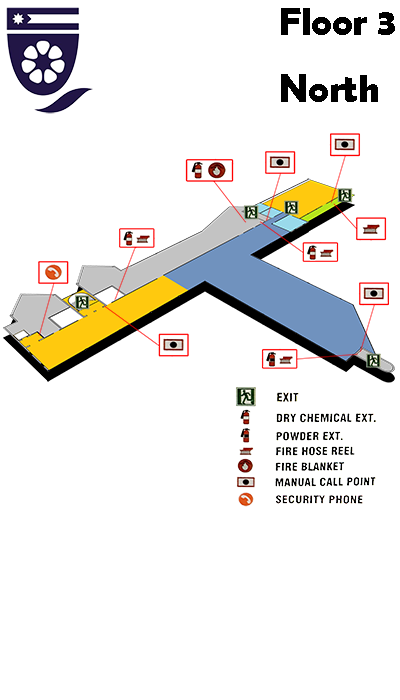 Floor 3
North
EXIT
DRY CHEMICAL EXT.
POWDER EXT.
FIRE HOSE REEL
FIRE BLANKET
MANUAL CALL POINT
SECURITY PHONE